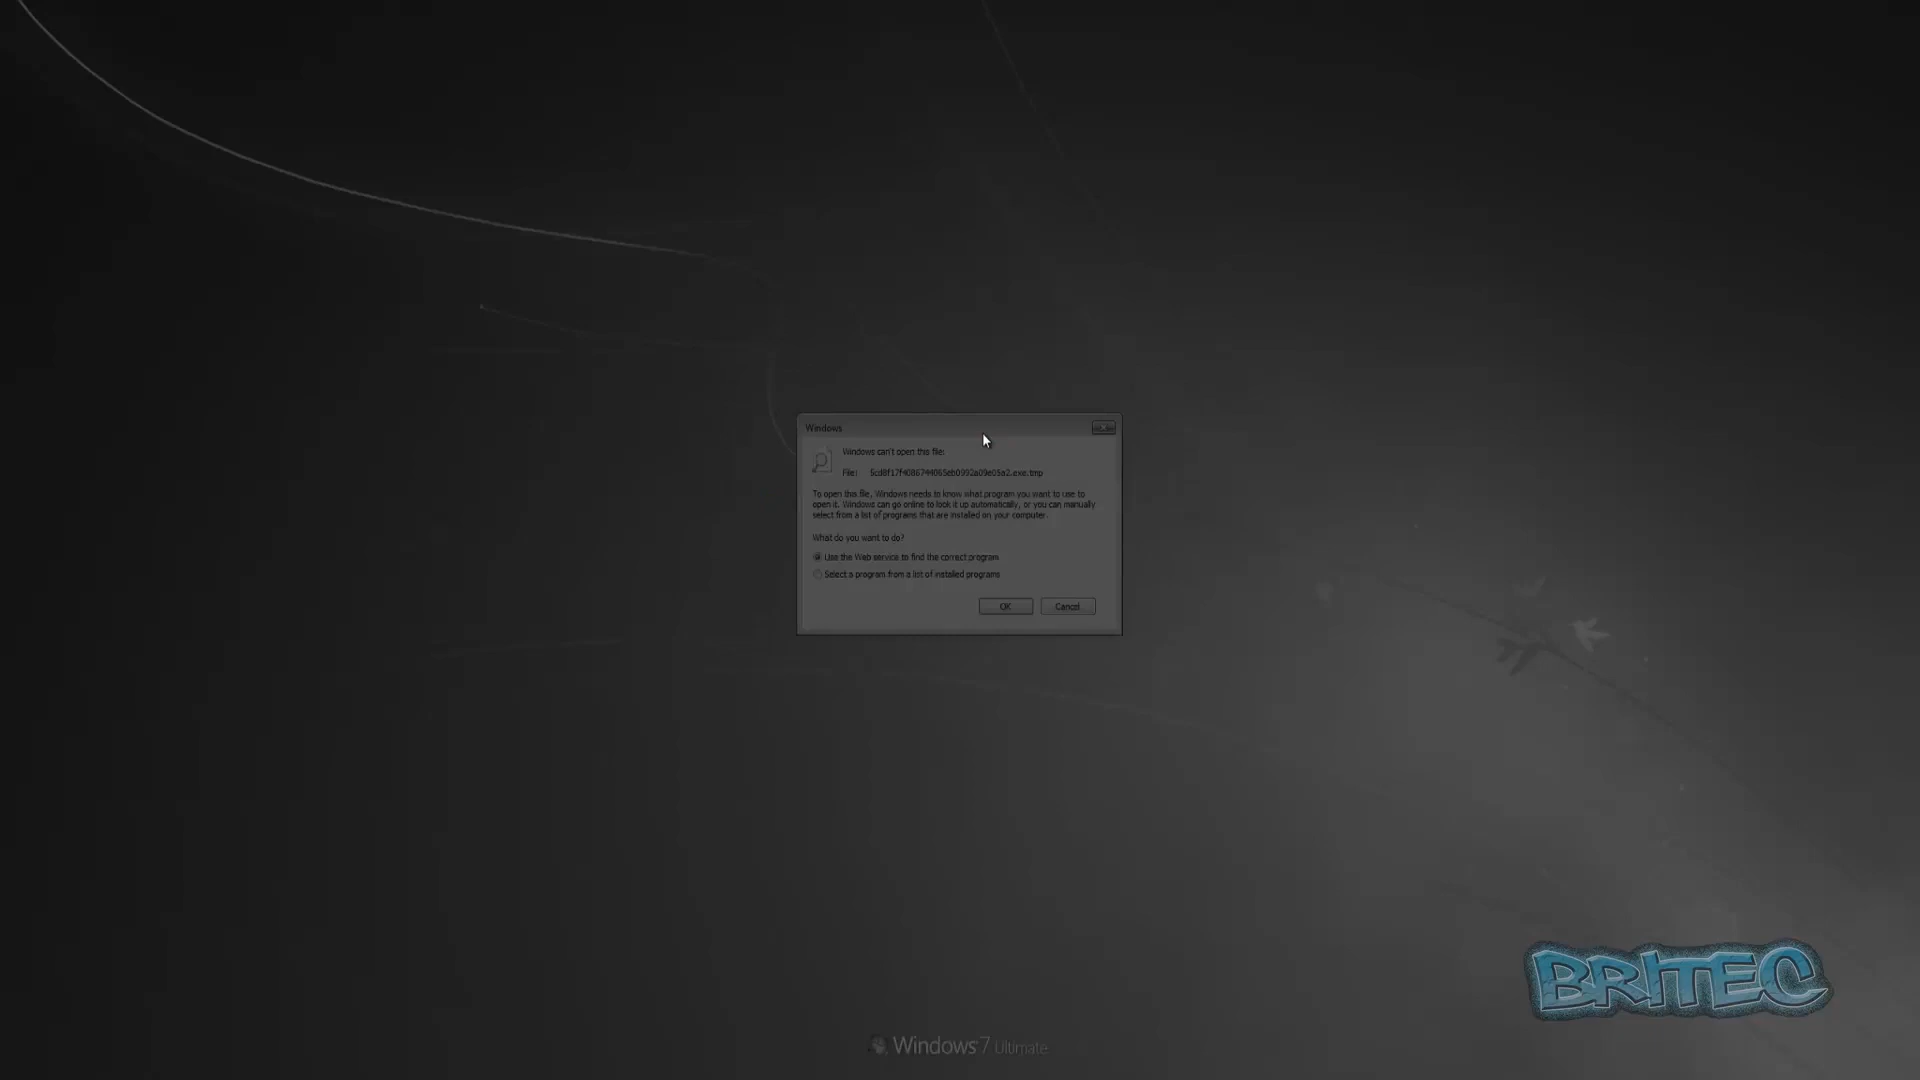 Windows
Windows can't open this file:
File: 5cd8f17f4086744065eb0992a09e05a2.exe.tmp
To open this file, Windows needs to know what program you want to use to
open it. Windows can go online to look it up automatically, or you can manually
select from a list of programs that are installed on your computer.
What do you want to do?
Use the Web service to find the correct program
Select a program from a list of installed programs
OK Cancel
BRITEC
Windows 7 Ultimate